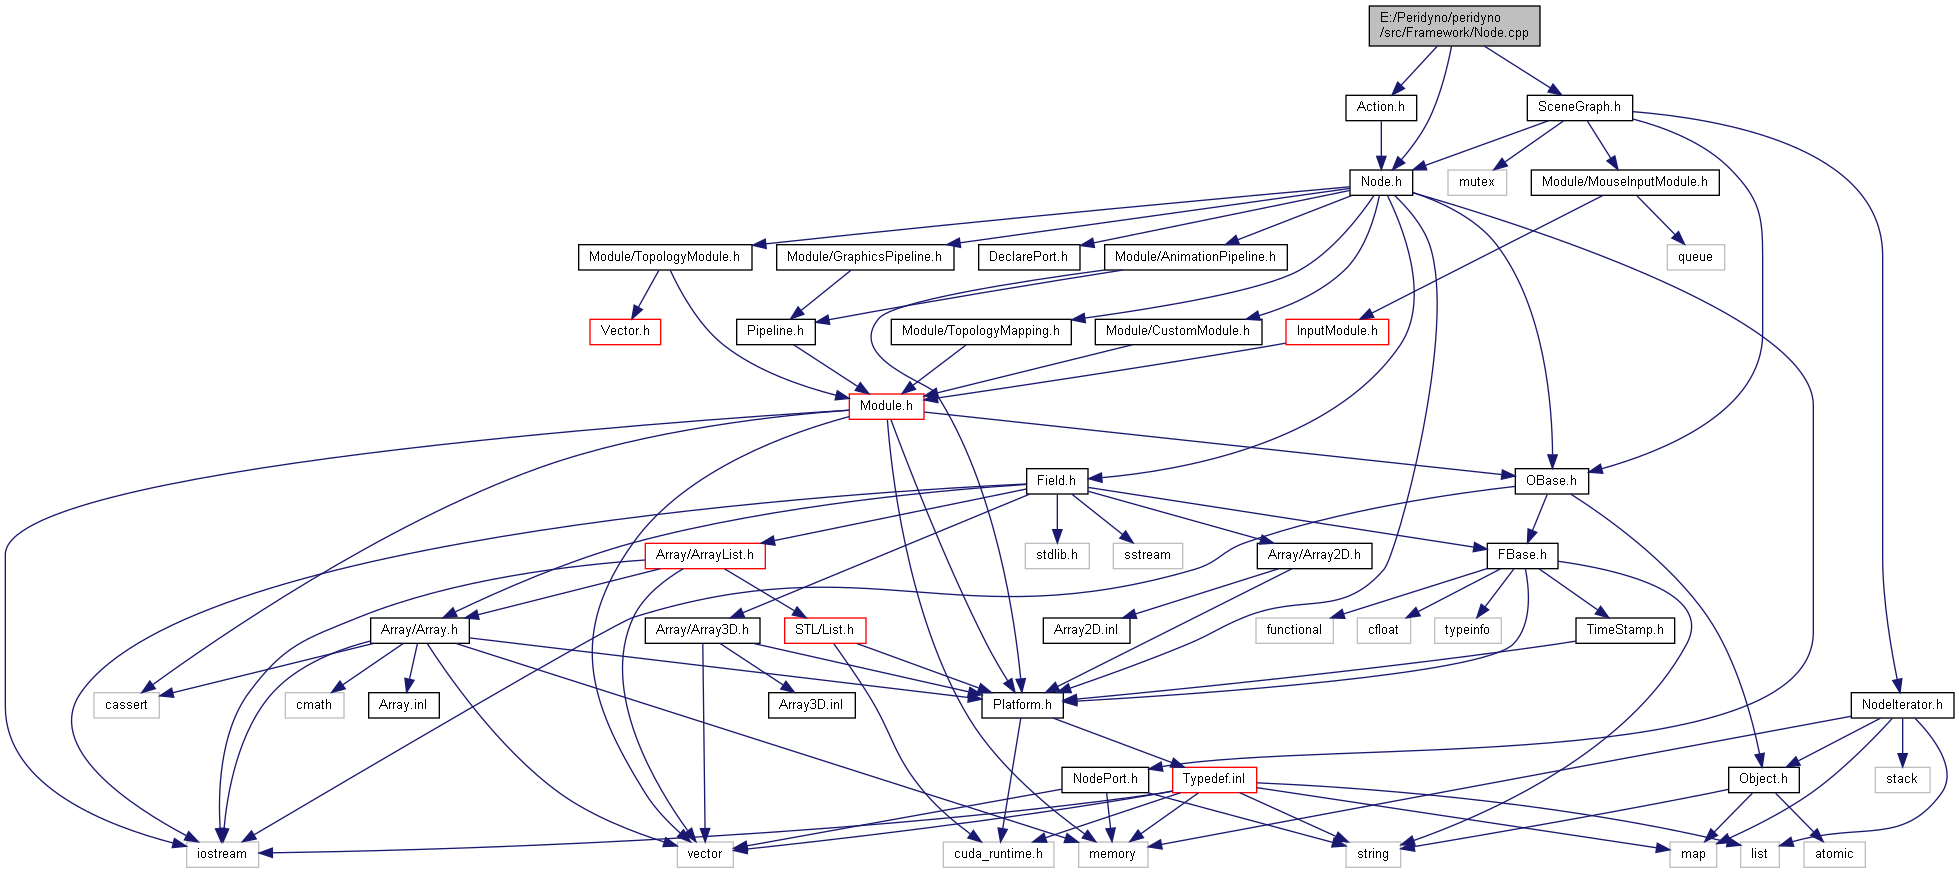 E:/Peridyno/peridyno
/src/Framework/Node.cpp
Action.h
SceneGraph.h
Node.h
mutex
Module/MouseInputModule.h
Module/TopologyModule.h
Module/GraphicsPipeline.h
DeclarePort.h
Module/AnimationPipeline.h
queue
Vector.h
Pipeline.h
Module/TopologyMapping.h
Module/CustomModule.h
InputModule.h
Module.h
Field.h
OBase.h
Array/ArrayList.h
stdlib.h
sstream
Array/Array2D.h
FBase.h
Array/Array.h
Array/Array3D.h
STL/List.h
Array2D.inl
functional
cfloat
typeinfo
TimeStamp.h
cassert
cmath
Array.inl
Array3D.inl
Platform.h
NodeIterator.h
NodePort.h
Typedef.inl
Object.h
stack
iostream
vector
cuda_runtime.h
memory
string
map
list
atomic